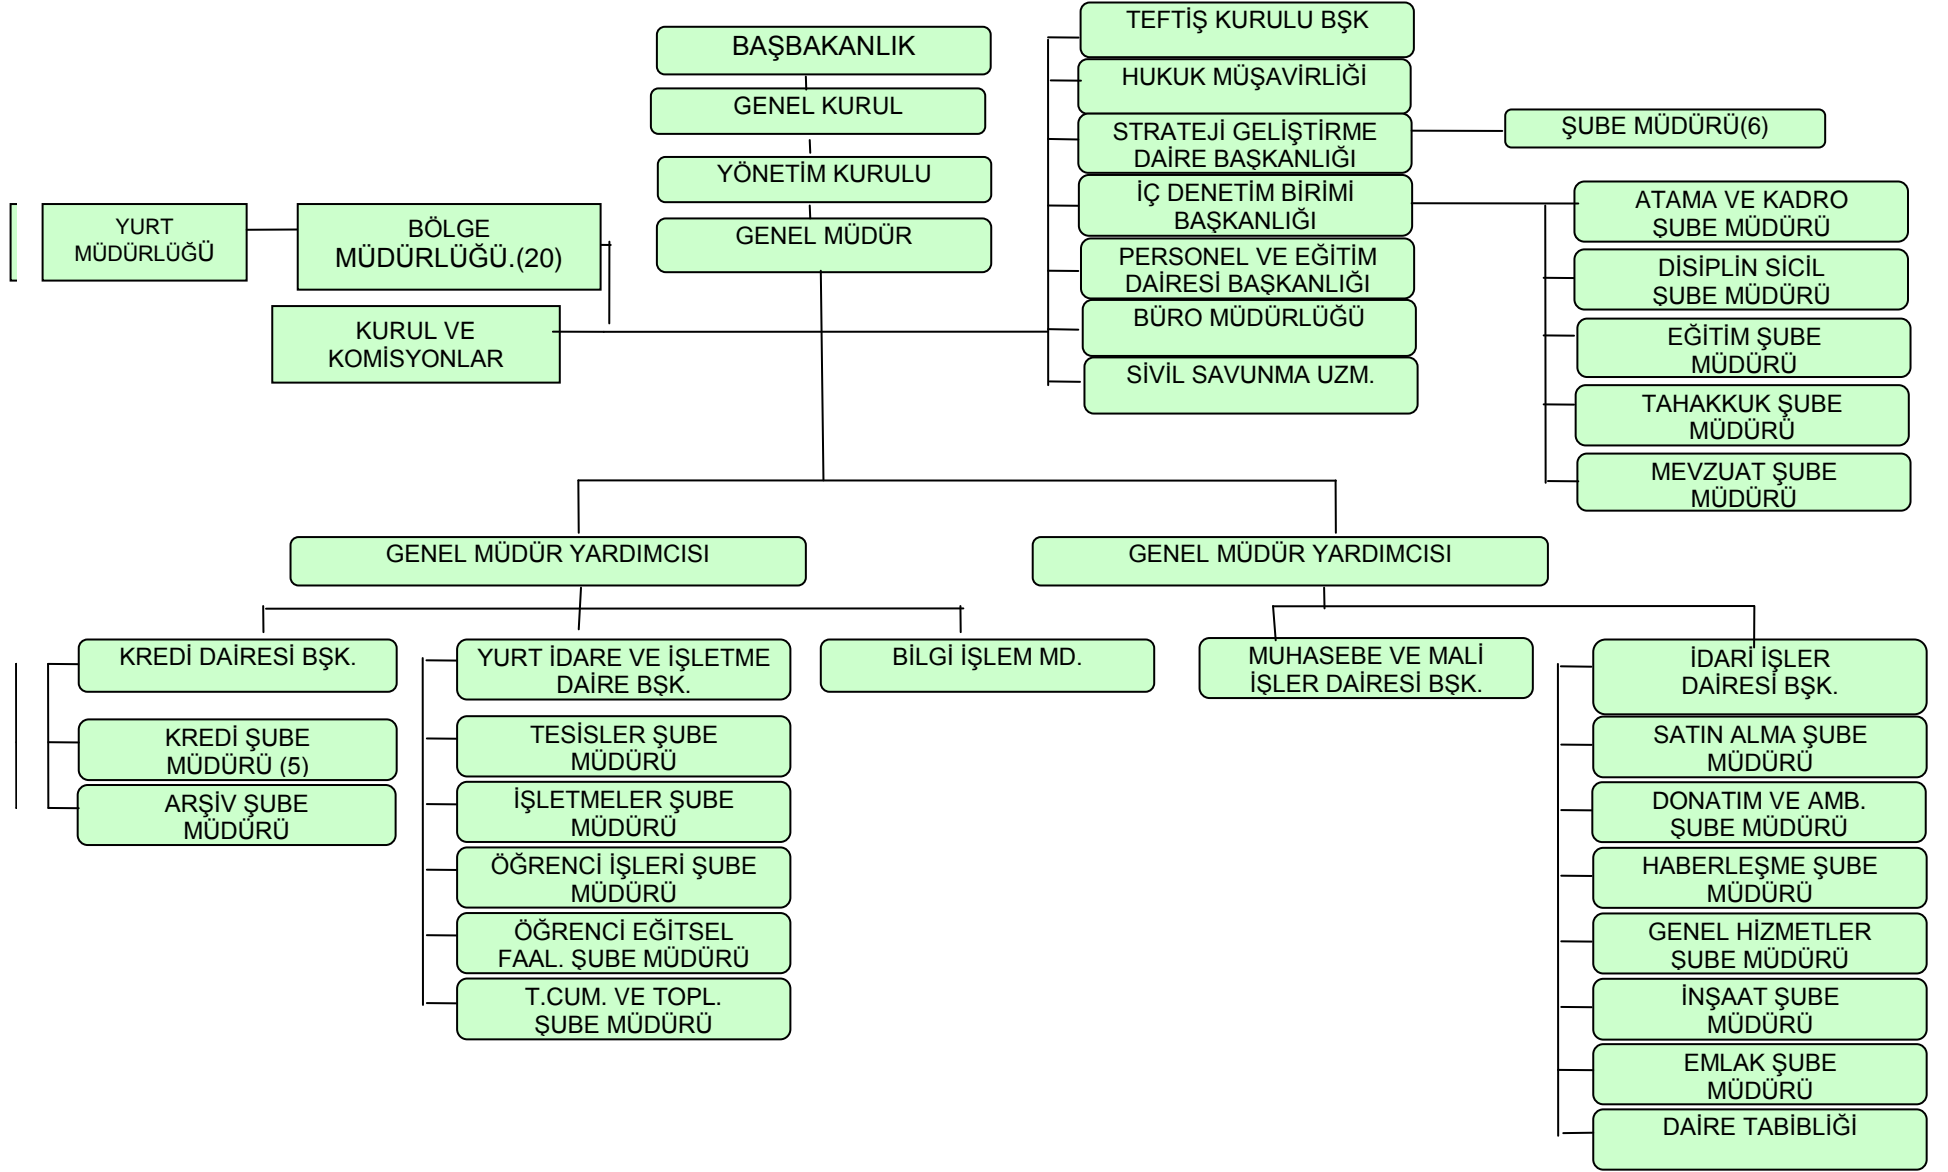 TEFTİŞ KURULU BŞK
BAŞBAKANLIK
HUKUK MÜŞAVİRLİĞİ
GENEL KURUL
STRATEJİ GELİŞTİRME
DAİRE BAŞKANLIĞI
ŞUBE MÜDÜRÜ(6)
YÖNETİM KURULU
İÇ DENETİM BİRİMİ
BAŞKANLIĞI
ATAMA VE KADRO
ŞUBE MÜDÜRÜ
YURT
MÜDÜRLÜĞÜ
BÖLGE
MÜDÜRLÜĞÜ.(20)
GENEL MÜDÜR
PERSONEL VE EĞİTİM
DAİRESİ BAŞKANLIĞI
DİSİPLİN SİCİL
ŞUBE MÜDÜRÜ
KURUL VE
KOMİSYONLAR
BÜRO MÜDÜRLÜĞÜ
EĞİTİM ŞUBE
MÜDÜRÜ
SİVİL SAVUNMA UZM.
TAHAKKUK ŞUBE
MÜDÜRÜ
MEVZUAT ŞUBE
MÜDÜRÜ
GENEL MÜDÜR YARDIMCISI
GENEL MÜDÜR YARDIMCISI
KREDİ DAİRESİ BŞK.
KREDİ ŞUBE
MÜDÜRÜ (5)
ARŞİV ŞUBE
MÜDÜRÜ
YURT İDARE VE İŞLETME
DAİRE BŞK.
TESİSLER ŞUBE
MÜDÜRÜ
İŞLETMELER ŞUBE
MÜDÜRÜ
ÖĞRENCİ İŞLERİ ŞUBE
MÜDÜRÜ
ÖĞRENCİ EĞİTSEL
FAAL. ŞUBE MÜDÜRÜ
T.CUM. VE TOPL.
ŞUBE MÜDÜRÜ
BİLGİ İŞLEM MD.
MUHASEBE VE MALİ
İŞLER DAİRESİ BŞK.
İDARİ İŞLER
DAİRESİ BŞK.
SATIN ALMA ŞUBE
MÜDÜRÜ
DONATIM VE AMB.
ŞUBE MÜDÜRÜ
HABERLEŞME ŞUBE
MÜDÜRÜ
GENEL HİZMETLER
ŞUBE MÜDÜRÜ
İNŞAAT ŞUBE
MÜDÜRÜ
EMLAK ŞUBE
MÜDÜRÜ
DAİRE TABİBLİĞİ